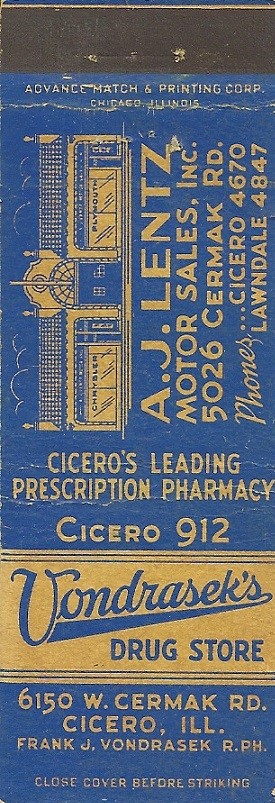 ADVANCE MATCH & PRINTING CORP.
CHICAGO, ILLINOIS
PLYMOUTH
CHRYSLER
A.J. LENTZ
MOTOR SALES, INC.
5026 CERMAK RD.
Phones...CICERO 4670
LAWNDALE 4847
CICERO'S LEADING
PRESCRIPTION PHARMACY
CICERO 912
Vondrasek's
DRUG STORE
6150 W. CERMAK RD.
CICERO, ILL.
FRANK J. VONDRASEK R.PH.
CLOSE COVER BEFORE STRIKING